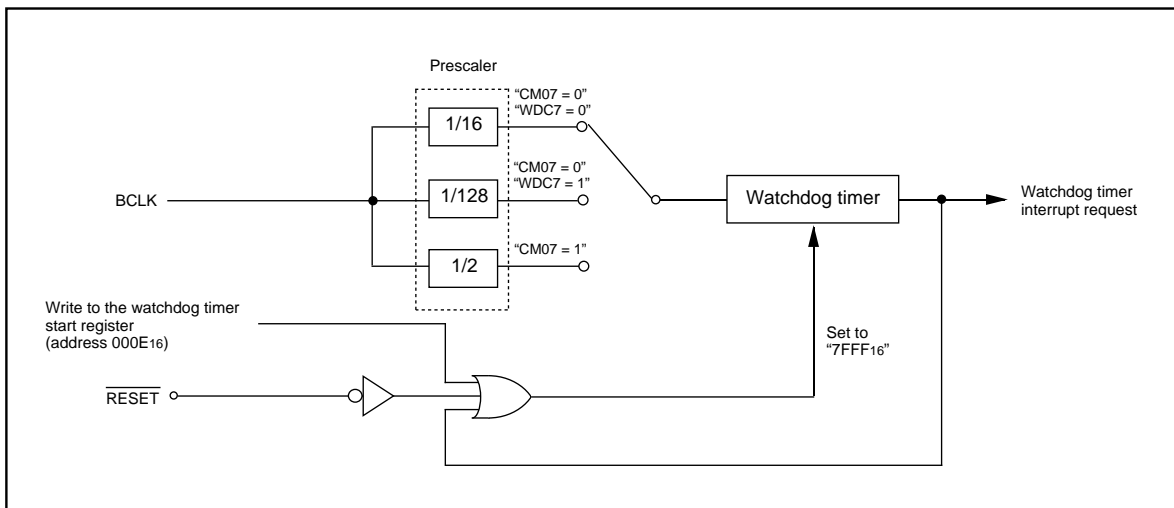 Prescaler
“CM07 = 0”
“WDC7 = 0”
1/16
“CM07 = 0”
“WDC7 = 1”
BCLK
1/128
Watchdog timer
Watchdog timer
interrupt request
“CM07 = 1”
1/2
Write to the watchdog timer
start register
(address 000E16)
Set to
“7FFF16”
RESET